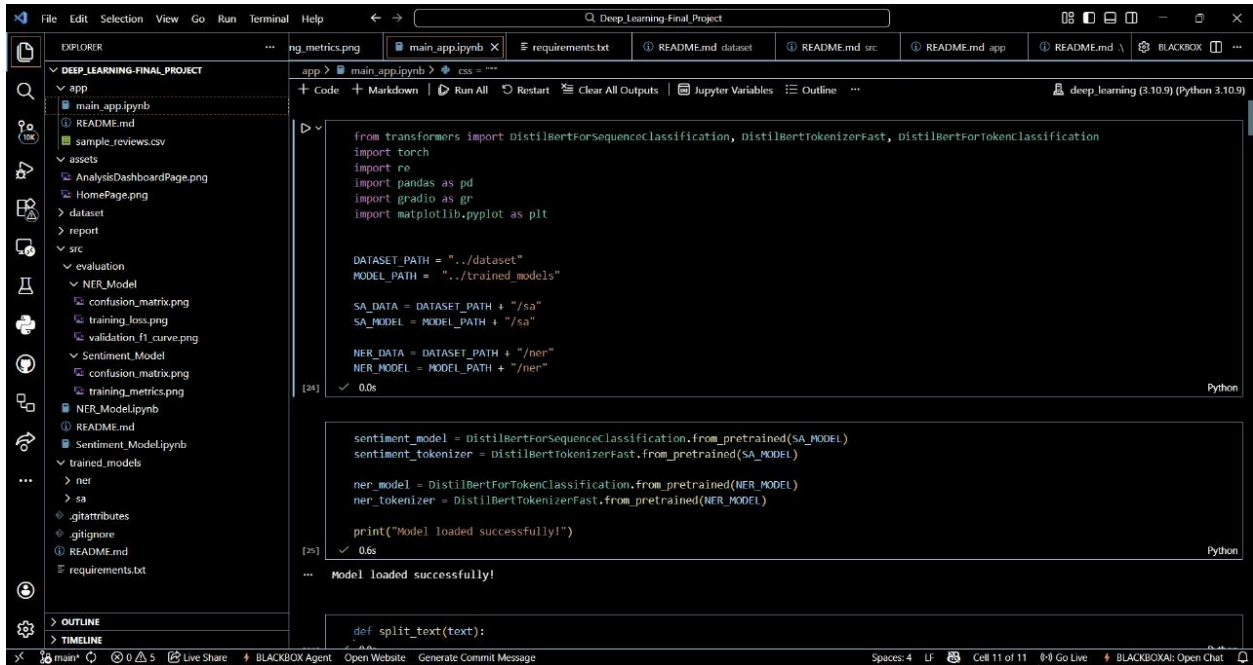 File Edit Selection View Go Run Terminal Help
Deep_Learning-Final_Project
EXPLORER
ng_metrics.png
main_app.ipynb
requirements.txt
README.md dataset
README.md src
README.md app
README.md .\
BLACKBOX
DEEP_LEARNING-FINAL_PROJECT
app
main_app.ipynb
README.md
sample_reviews.csv
assets
AnalysisDashboardPage.png
HomePage.png
dataset
report
src
evaluation
NER_Model
confusion_matrix.png
training_loss.png
validation_f1_curve.png
Sentiment_Model
confusion_matrix.png
training_metrics.png
NER_Model.ipynb
README.md
Sentiment_Model.ipynb
trained_models
ner
sa
.gitattributes
.gitignore
README.md
requirements.txt
OUTLINE
TIMELINE
10K
app > main_app.ipynb > css = """
+ Code + Markdown | Run All Restart Clear All Outputs | Jupyter Variables Outline ...
deep_learning (3.10.9) (Python 3.10.9)
from transformers import DistilBertForSequenceClassification, DistilBertTokenizerFast, DistilBertForTokenClassification
import torch
import re
import pandas as pd
import gradio as gr
import matplotlib.pyplot as plt
DATASET_PATH = "../dataset"
MODEL_PATH = "../trained_models"
SA_DATA = DATASET_PATH + "/sa"
SA_MODEL = MODEL_PATH + "/sa"
NER_DATA = DATASET_PATH + "/ner"
NER_MODEL = MODEL_PATH + "/ner"
[24] 0.0s Python
sentiment_model = DistilBertForSequenceClassification.from_pretrained(SA_MODEL)
sentiment_tokenizer = DistilBertTokenizerFast.from_pretrained(SA_MODEL)
ner_model = DistilBertForTokenClassification.from_pretrained(NER_MODEL)
ner_tokenizer = DistilBertTokenizerFast.from_pretrained(NER_MODEL)
print("Model loaded successfully!")
[25] 0.6s Python
... Model loaded successfully!
def split_text(text):
main* 0 5 Live Share BLACKBOX Agent Open Website Generate Commit Message Spaces: 4 LF Cell 11 of 11 Go Live BLACKBOXAI: Open Chat